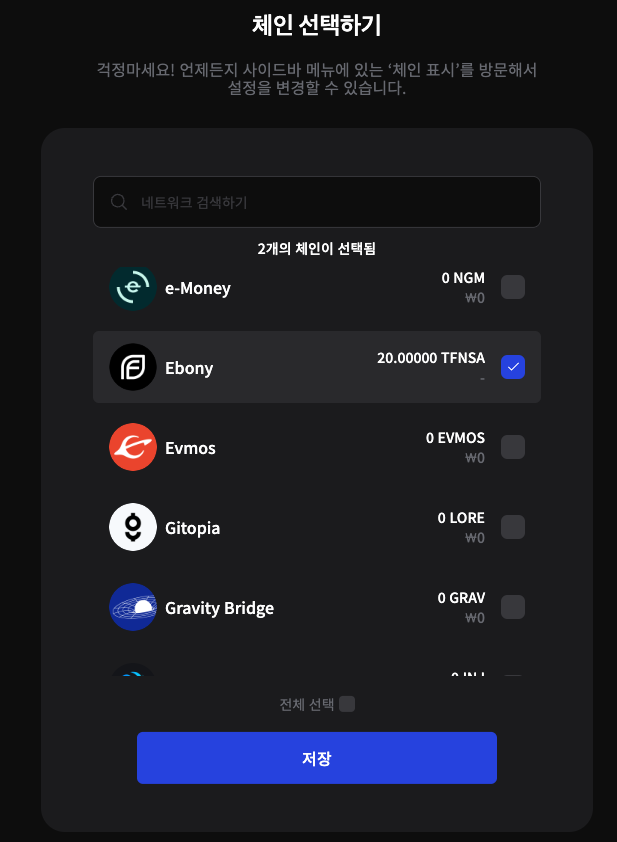 체인 선택하기
걱정마세요! 언제든지 사이드바 메뉴에 있는 ‘체인 표시’를 방문해서
설정을 변경할 수 있습니다.
네트워크 검색하기
2개의 체인이 선택됨
e-Money
0 NGM
₩0
Ebony
20.00000 TFNSA
-
Evmos
0 EVMOS
₩0
Gitopia
0 LORE
₩0
Gravity Bridge
0 GRAV
₩0
0 INJ
전체 선택
저장